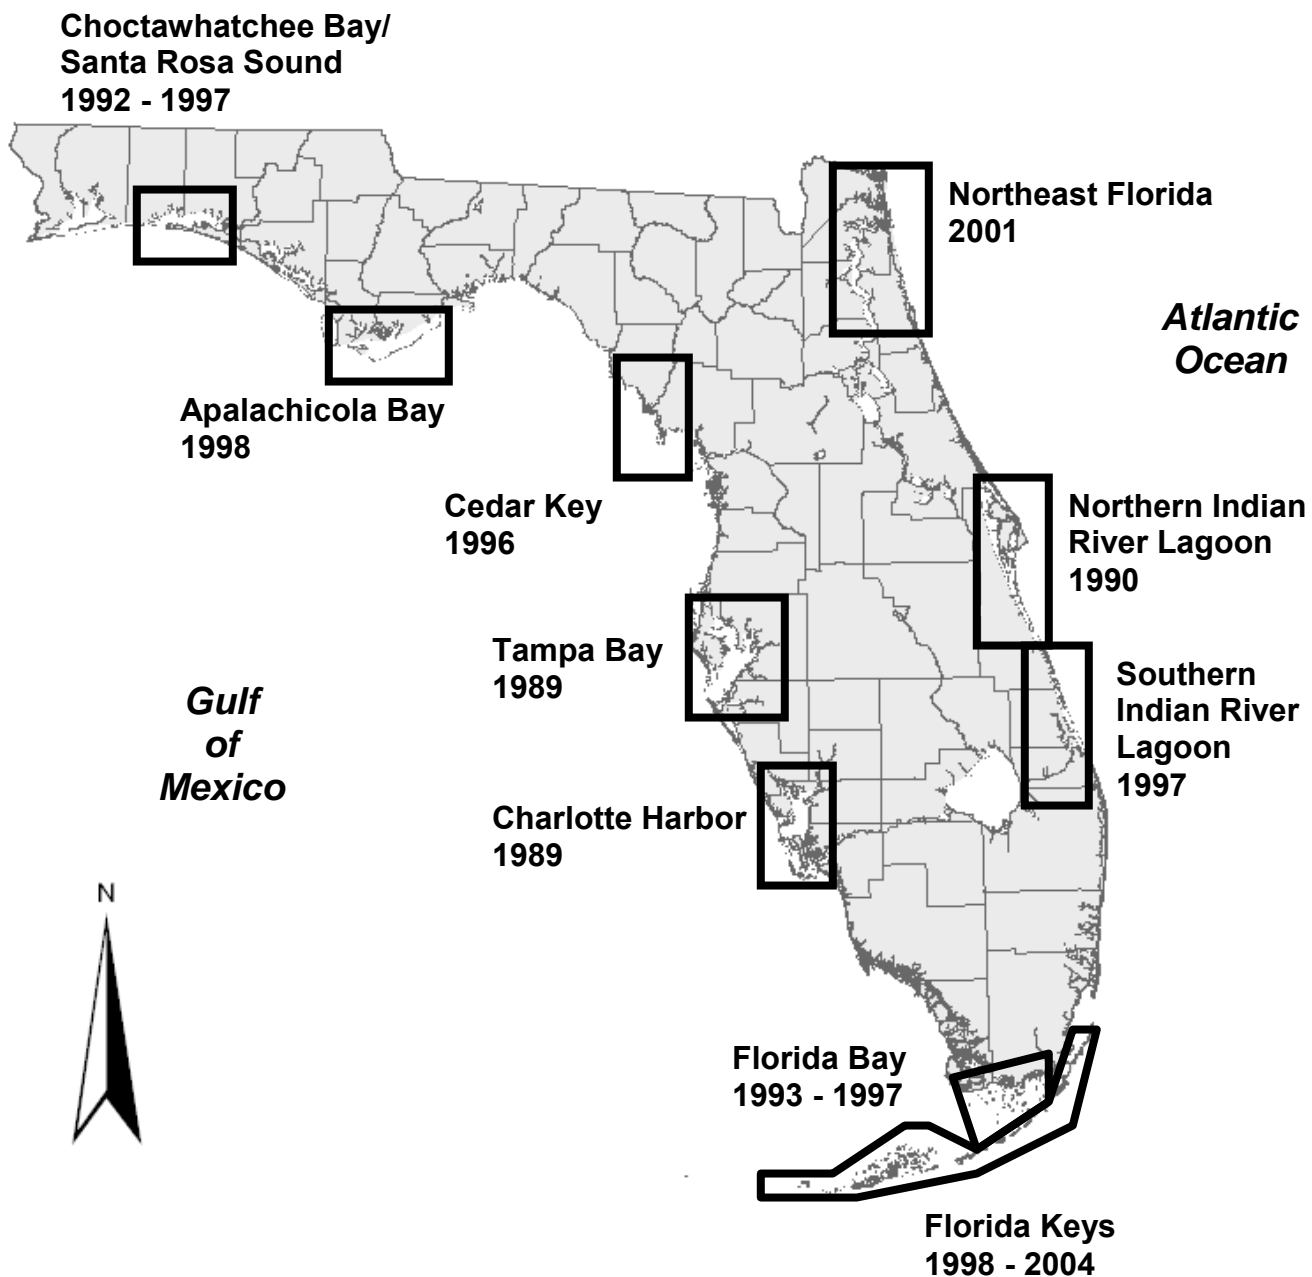 Choctawhatchee Bay/
Santa Rosa Sound
1992 - 1997
Northeast Florida
2001
Atlantic
Ocean
Apalachicola Bay
1998
Cedar Key
1996
Northern Indian
River Lagoon
1990
Tampa Bay
1989
Southern
Indian River
Lagoon
1997
Gulf
of
Mexico
Charlotte Harbor
1989
N
Florida Bay
1993 - 1997
Florida Keys
1998 - 2004